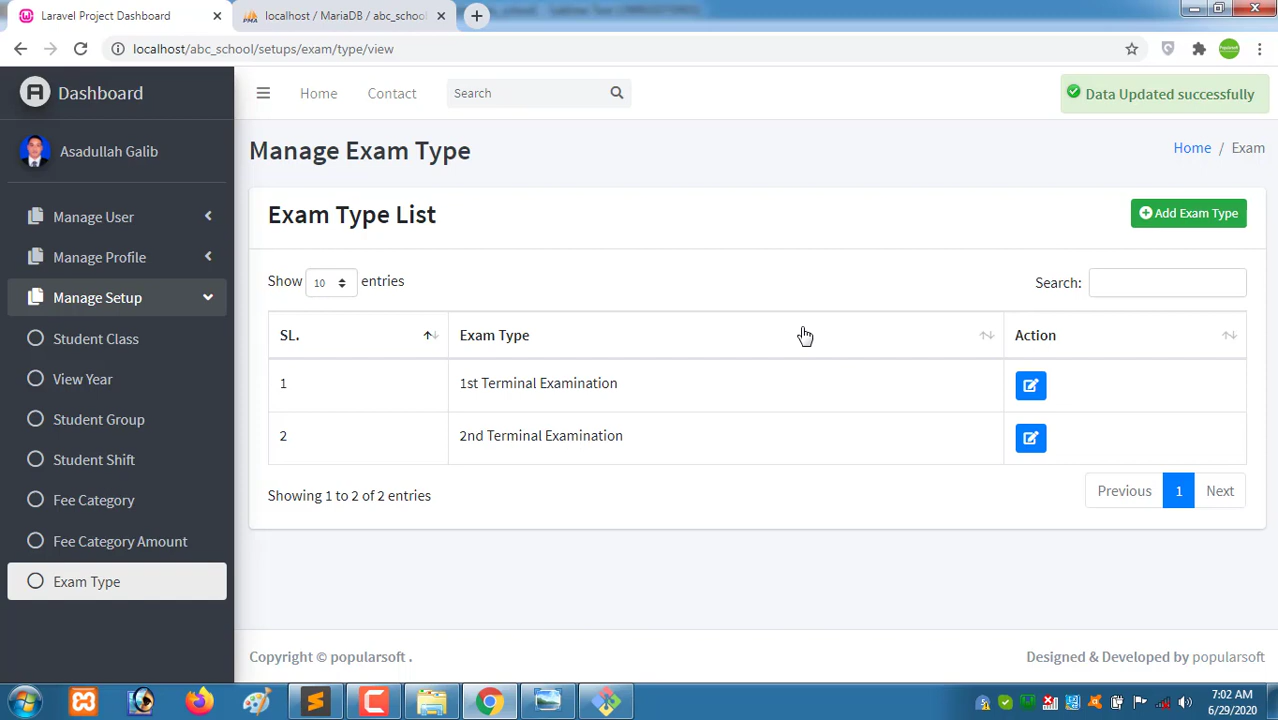 Laravel Project Dashboard
localhost / MariaDB / abc_school
localhost/abc_school/setups/exam/type/view
Dashboard
Home
Contact
Search
Data Updated successfully
Asadullah Galib
Manage Exam Type
Home / Exam
Manage User
Manage Profile
Manage Setup
Student Class
View Year
Student Group
Student Shift
Fee Category
Fee Category Amount
Exam Type
Exam Type List
Add Exam Type
Show 10 entries
Search:
SL. Exam Type Action
1 1st Terminal Examination
2 2nd Terminal Examination
Showing 1 to 2 of 2 entries
Previous 1 Next
Copyright © popularsoft .
Designed & Developed by popularsoft
7:02 AM
6/29/2020